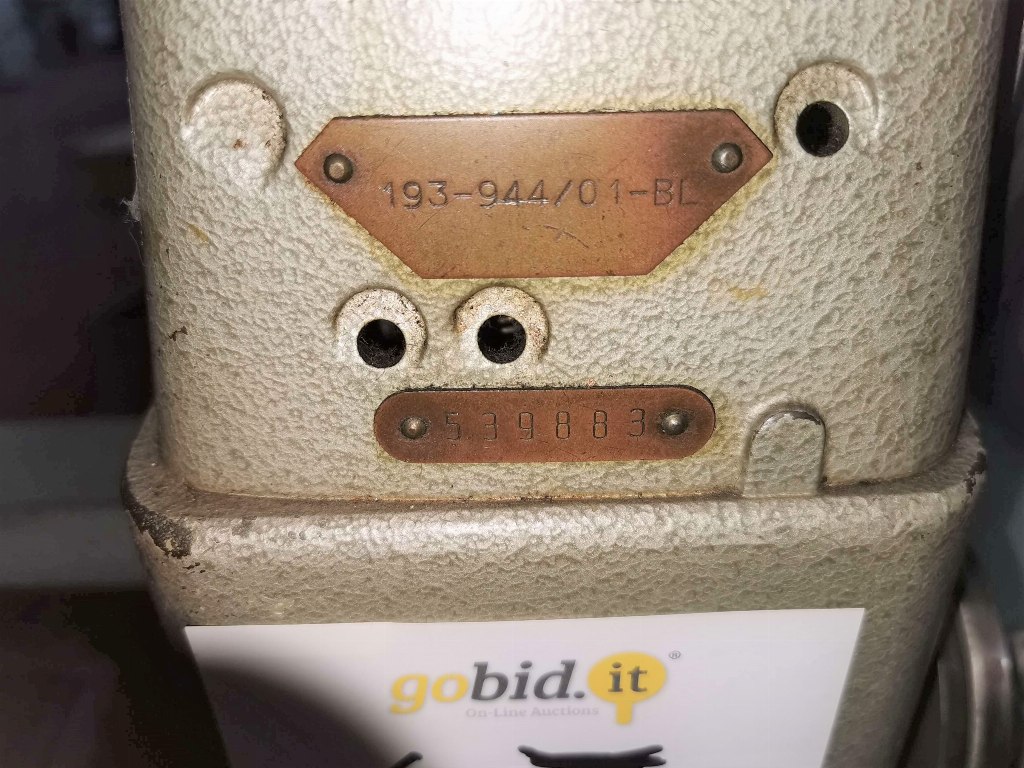 193-944/01-BL
539883
gobid.it®
On-Line Auctions